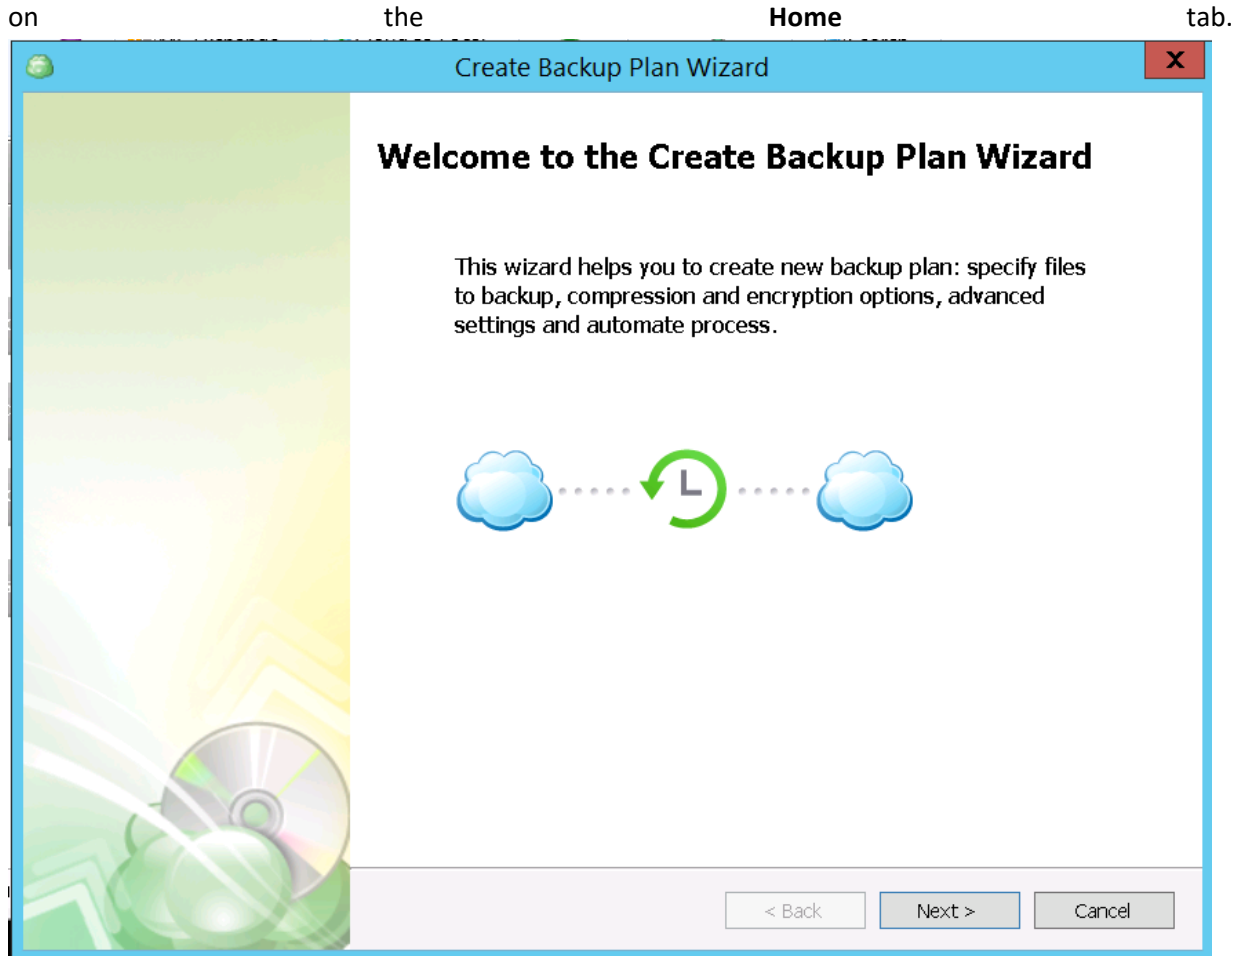 on the Home tab.
Create Backup Plan Wizard
X
Welcome to the Create Backup Plan Wizard
This wizard helps you to create new backup plan: specify files
to backup, compression and encryption options, advanced
settings and automate process.
< Back Next > Cancel